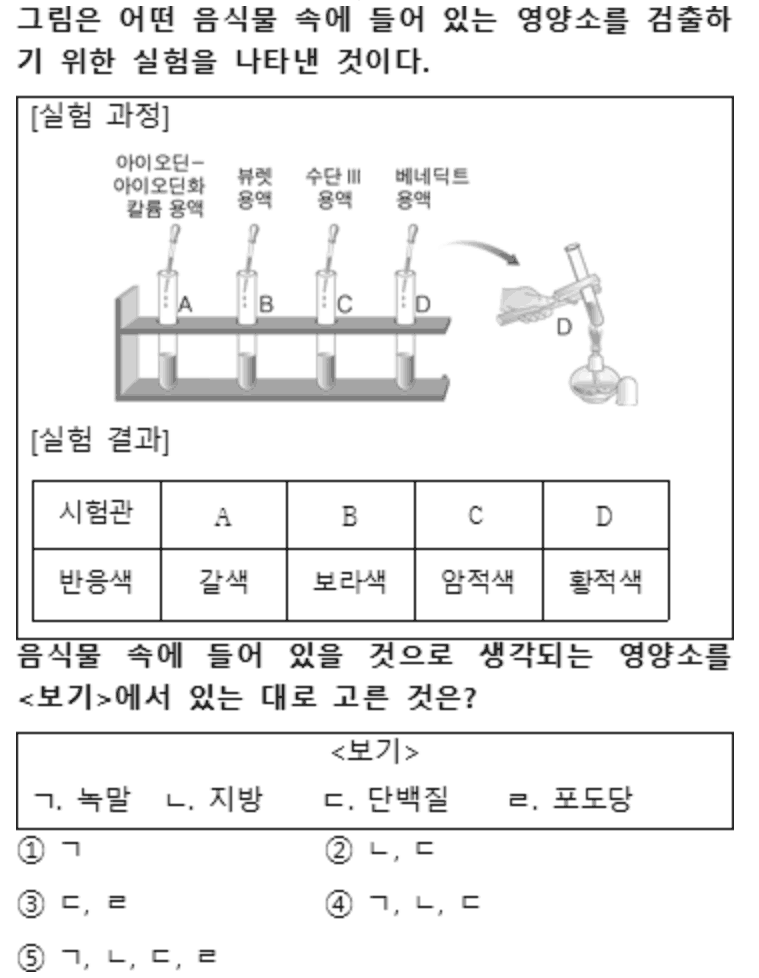 그림은 어떤 음식물 속에 들어 있는 영양소를 검출하
기 위한 실험을 나타낸 것이다.
[실험 과정]
아이오딘-
아이오딘화
칼륨 용액
뷰렛
용액
수단 III
용액
베네딕트
용액
A
B
C
D
D
[실험 결과]
시험관 A B C D
반응색 갈색 보라색 암적색 황적색
음식물 속에 들어 있을 것으로 생각되는 영양소를
<보기>에서 있는 대로 고른 것은?
<보기>
ㄱ. 녹말 ㄴ. 지방 ㄷ. 단백질 ㄹ. 포도당
① ㄱ ② ㄴ, ㄷ
③ ㄷ, ㄹ ④ ㄱ, ㄴ, ㄷ
⑤ ㄱ, ㄴ, ㄷ, ㄹ